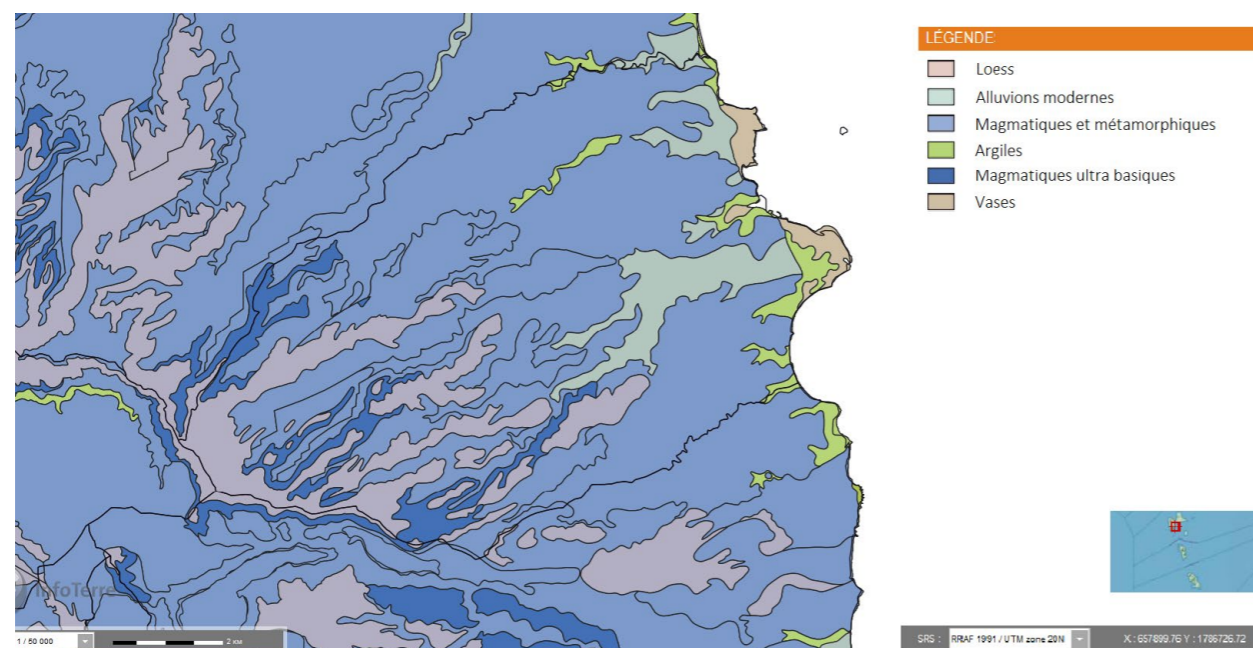 LÉGENDE
Loess
Alluvions modernes
Magmatiques et métamorphiques
Argiles
Magmatiques ultra basiques
Vases
InfoTerre
1 / 50 000
2 KM
SRS : RRAF 1991 / UTM zone 20N
X : 657899.76 Y : 1786726.72